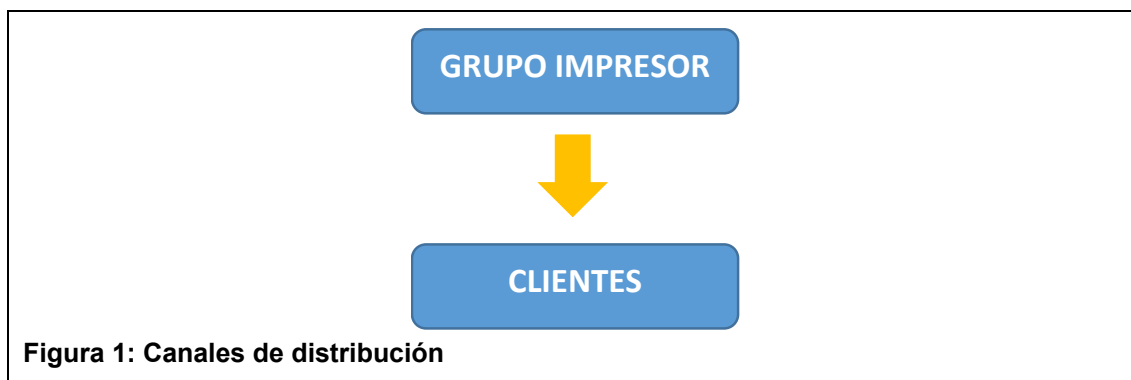 GRUPO IMPRESOR
CLIENTES
Figura 1: Canales de distribución